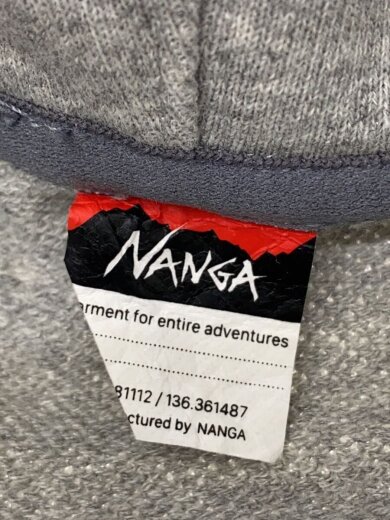 NANGA
arment for entire adventures
81112 / 136.361487
ctured by NANGA